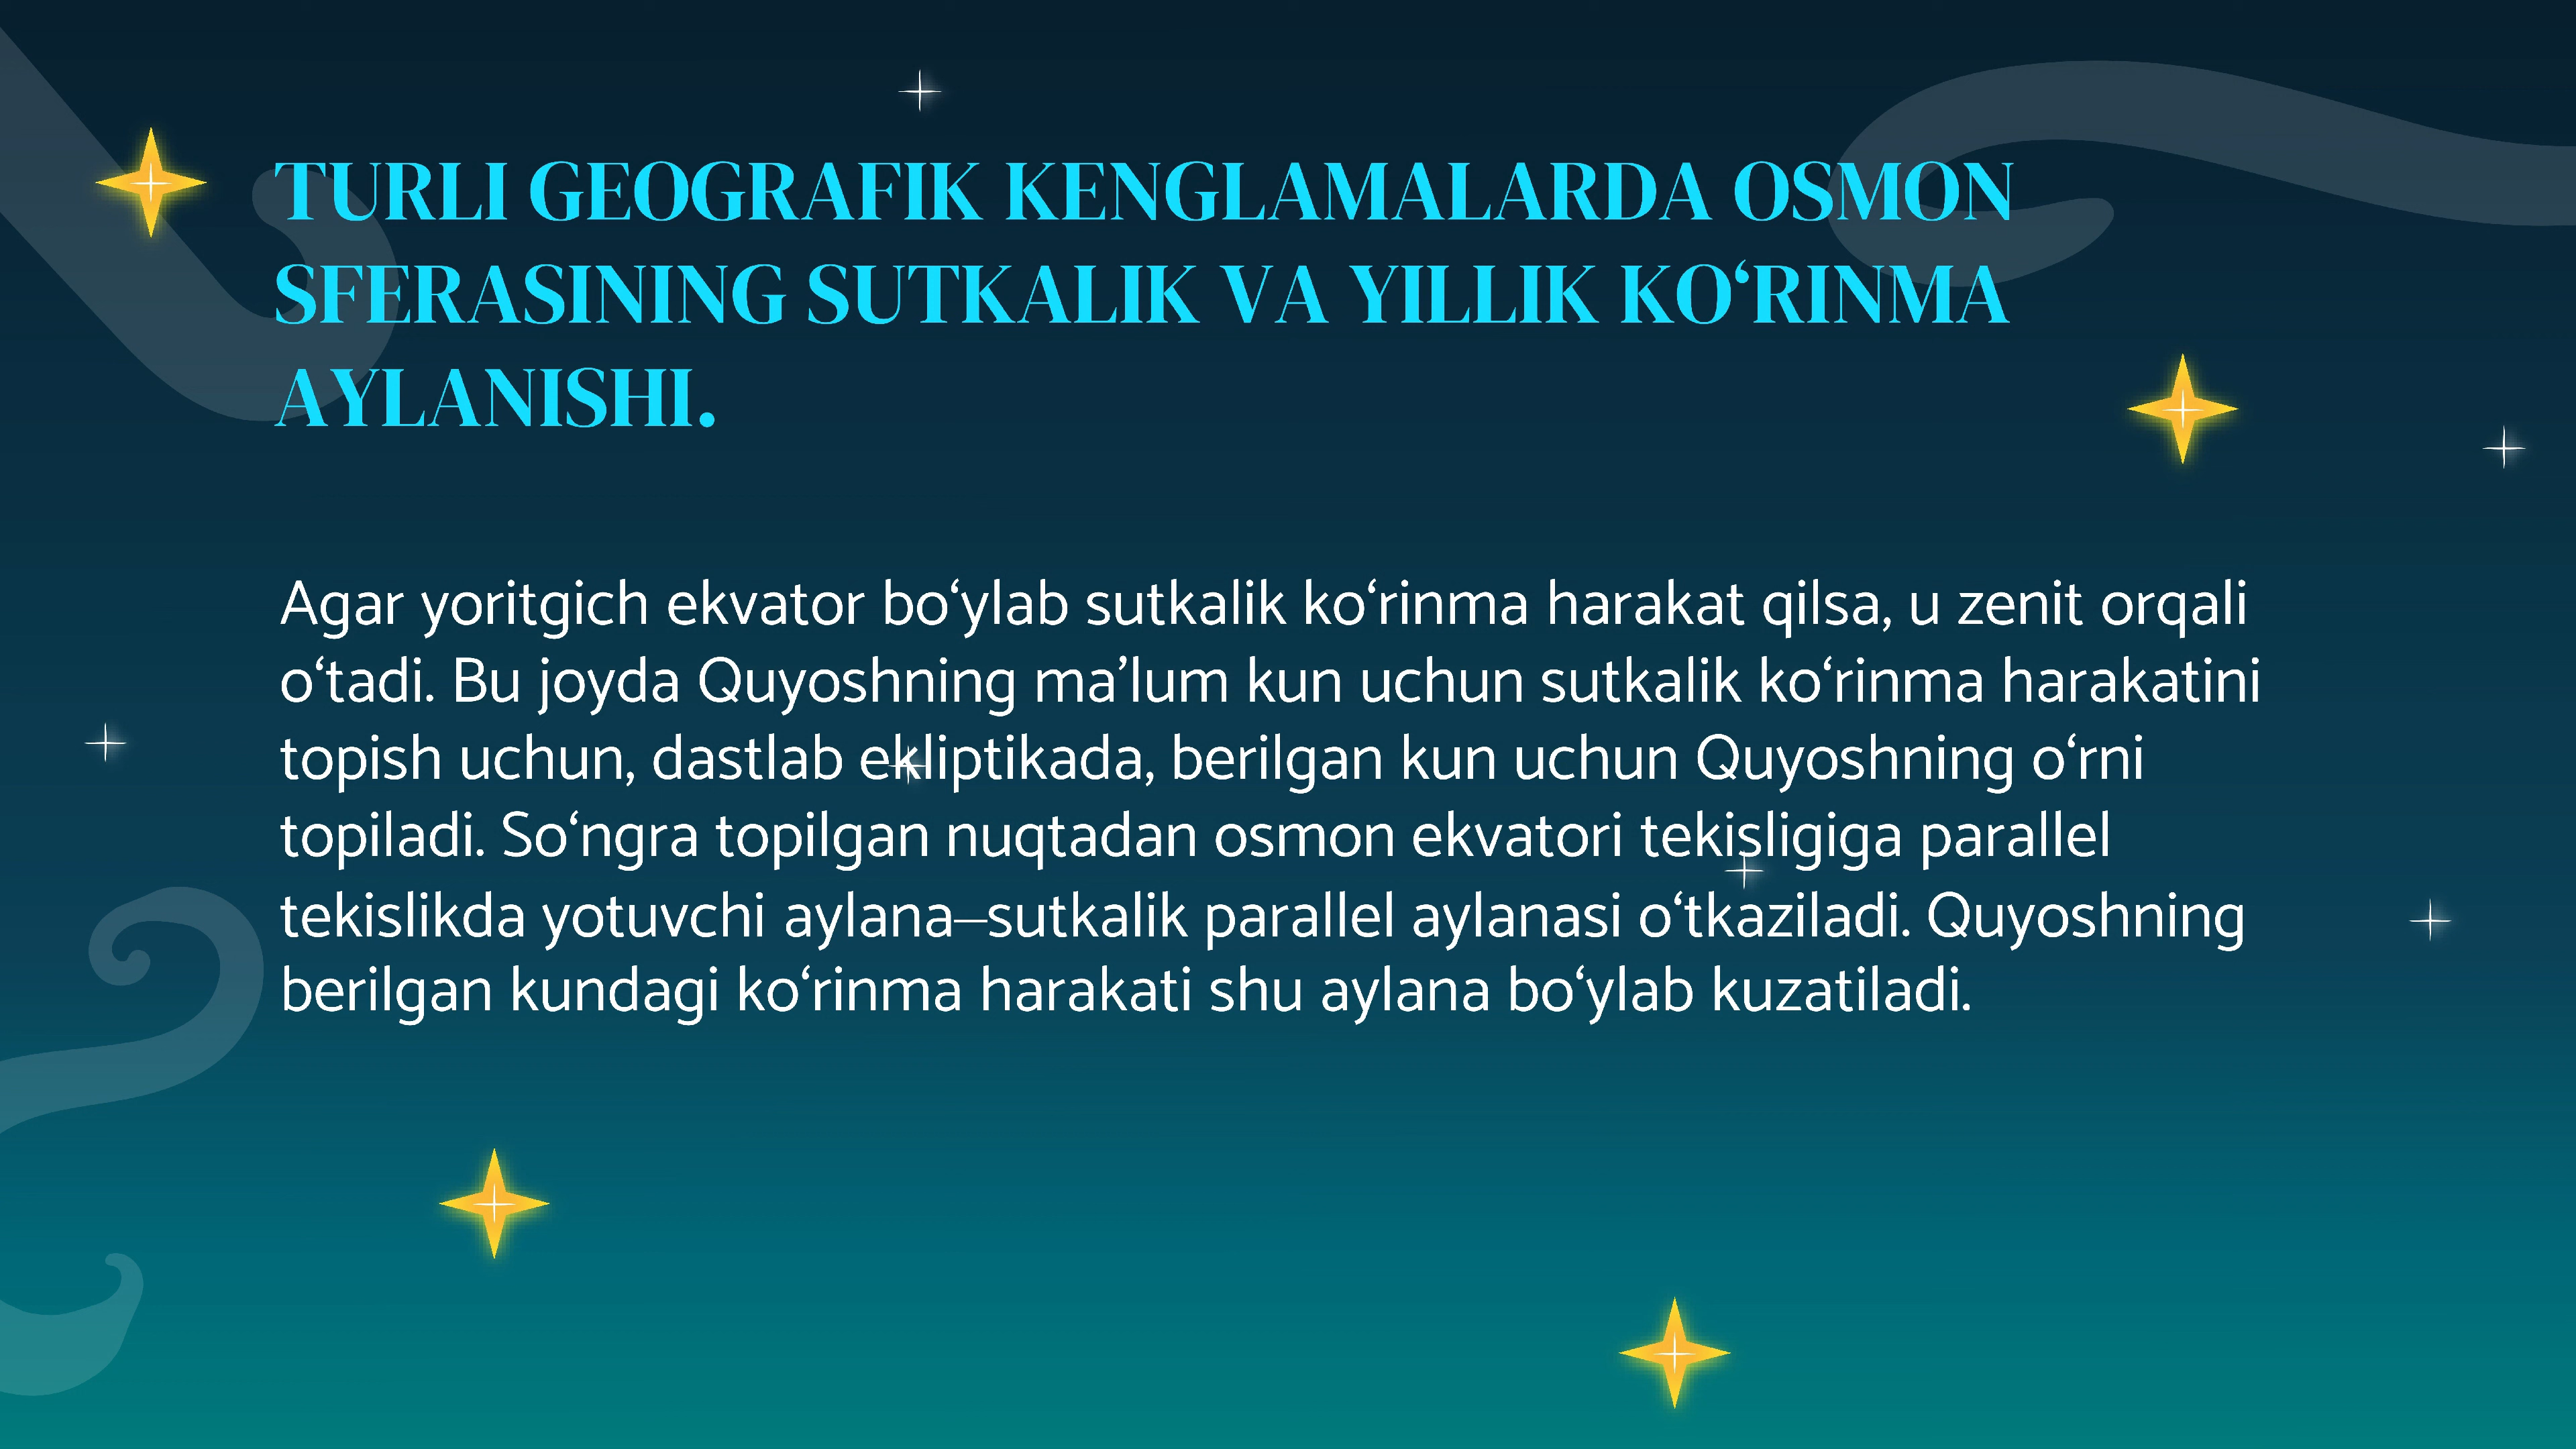 TURLI GEOGRAFIK KENGLAMALARDA OSMON
SFERASINING SUTKALIK VA YILLIK KO‘RINMA
AYLANISHI.
Agar yoritgich ekvator bo‘ylab sutkalik ko‘rinma harakat qilsa, u zenit orqali
o‘tadi. Bu joyda Quyoshning ma’lum kun uchun sutkalik ko‘rinma harakatini
topish uchun, dastlab ekliptikada, berilgan kun uchun Quyoshning o‘rni
topiladi. So‘ngra topilgan nuqtadan osmon ekvatori tekisligiga parallel
tekislikda yotuvchi aylana—sutkalik parallel aylanasi o‘tkaziladi. Quyoshning
berilgan kundagi ko‘rinma harakati shu aylana bo‘ylab kuzatiladi.